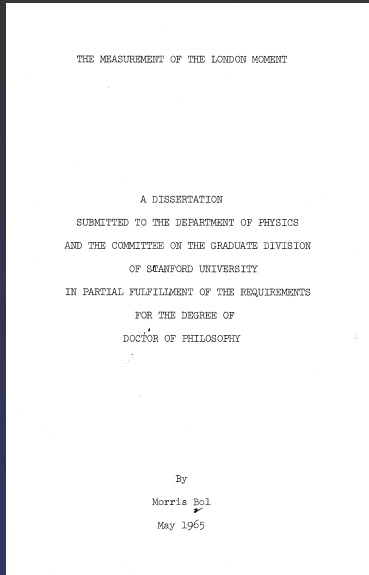 THE MEASUREMENT OF THE LONDON MOMENT
A DISSERTATION
SUBMITTED TO THE DEPARTMENT OF PHYSICS
AND THE COMMITTEE ON THE GRADUATE DIVISION
OF STANFORD UNIVERSITY
IN PARTIAL FULFILLMENT OF THE REQUIREMENTS
FOR THE DEGREE OF
DOCTOR OF PHILOSOPHY
By
Morris Bol
May 1965